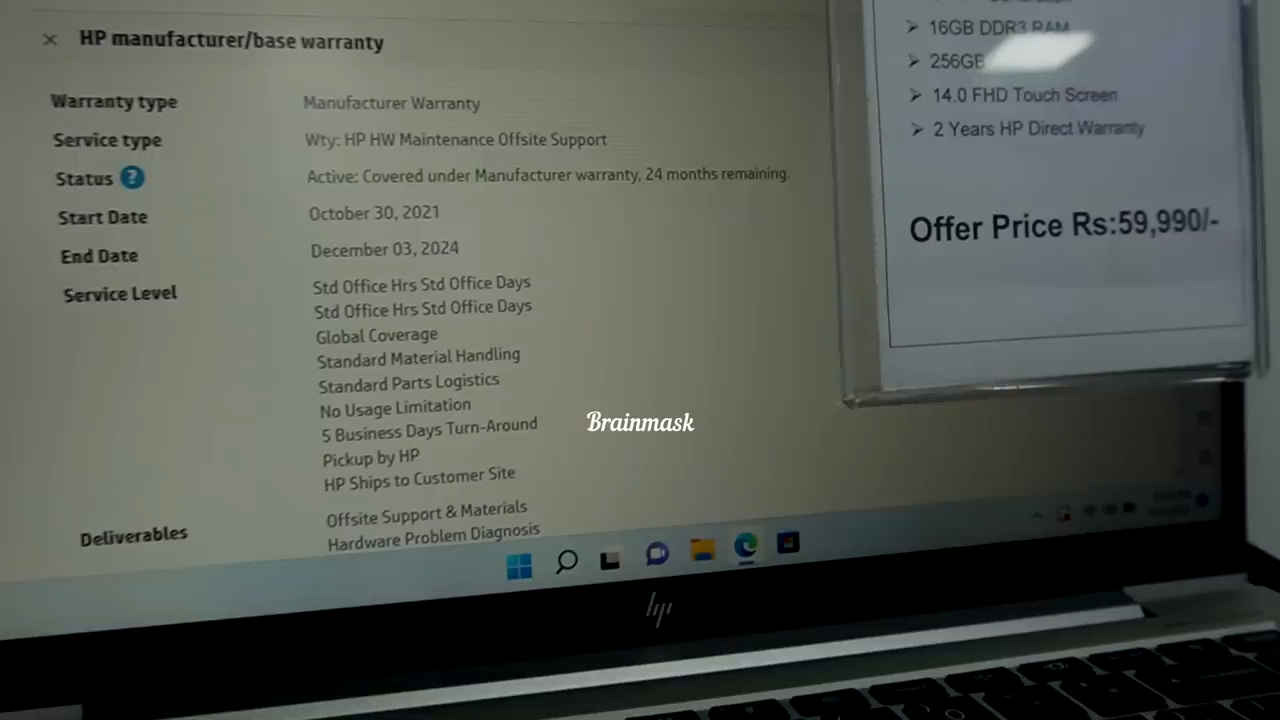 HP manufacturer/base warranty
Warranty type Manufacturer Warranty
Service type Wty: HP HW Maintenance Offsite Support
Status ? Active: Covered under Manufacturer warranty, 24 months remaining.
Start Date October 30, 2021
End Date December 03, 2024
Service Level Std Office Hrs Std Office Days
Std Office Hrs Std Office Days
Global Coverage
Standard Material Handling
Standard Parts Logistics
No Usage Limitation
5 Business Days Turn-Around
Pickup by HP
HP Ships to Customer Site
Deliverables Offsite Support & Materials
Hardware Problem Diagnosis
16GB DDR3 RAM
256GB
14.0 FHD Touch Screen
2 Years HP Direct Warranty
Offer Price Rs:59,990/-
Brainmask
hp